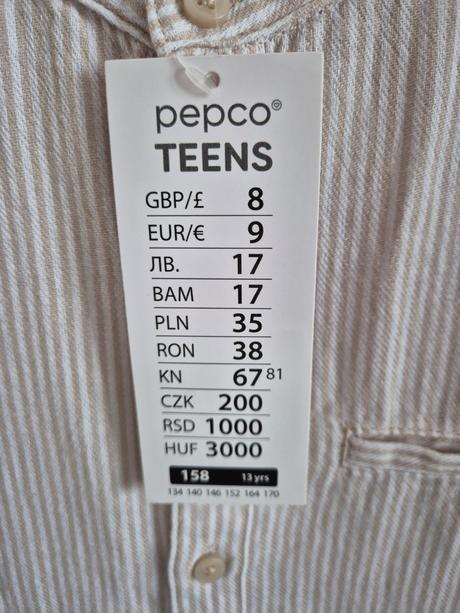 pepco®
TEENS
GBP/£ 8
EUR/€ 9
ЛВ. 17
BAM 17
PLN 35
RON 38
KN 67 81
CZK 200
RSD 1000
HUF 3000
158 13 yrs
134 140 146 152 164 170